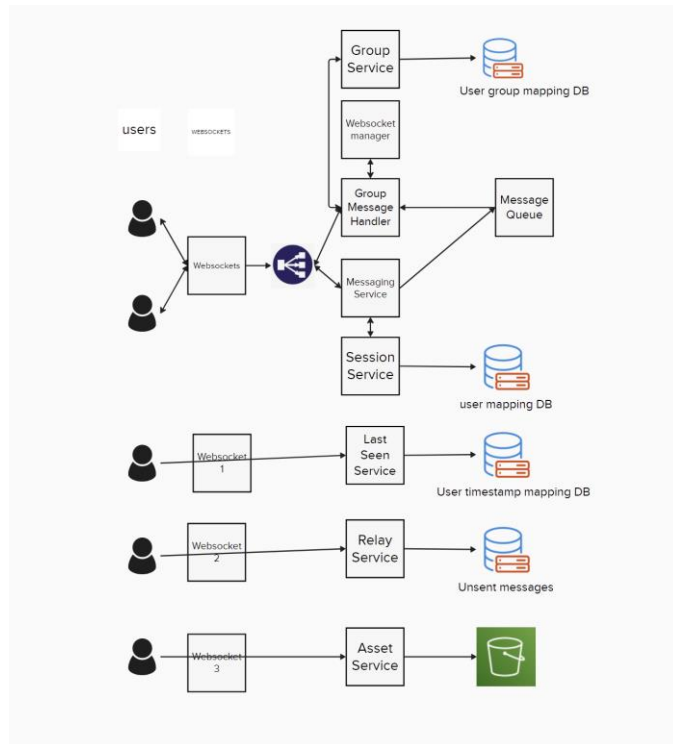 Group
Service
User group mapping DB
users
WEBSOCKETS
Websocket
manager
Group
Message
Handler
Message
Queue
Websockets
Messaging
Service
Session
Service
user mapping DB
Websocket
1
Last
Seen
Service
User timestamp mapping DB
Websocket
2
Relay
Service
Unsent messages
Websocket
3
Asset
Service